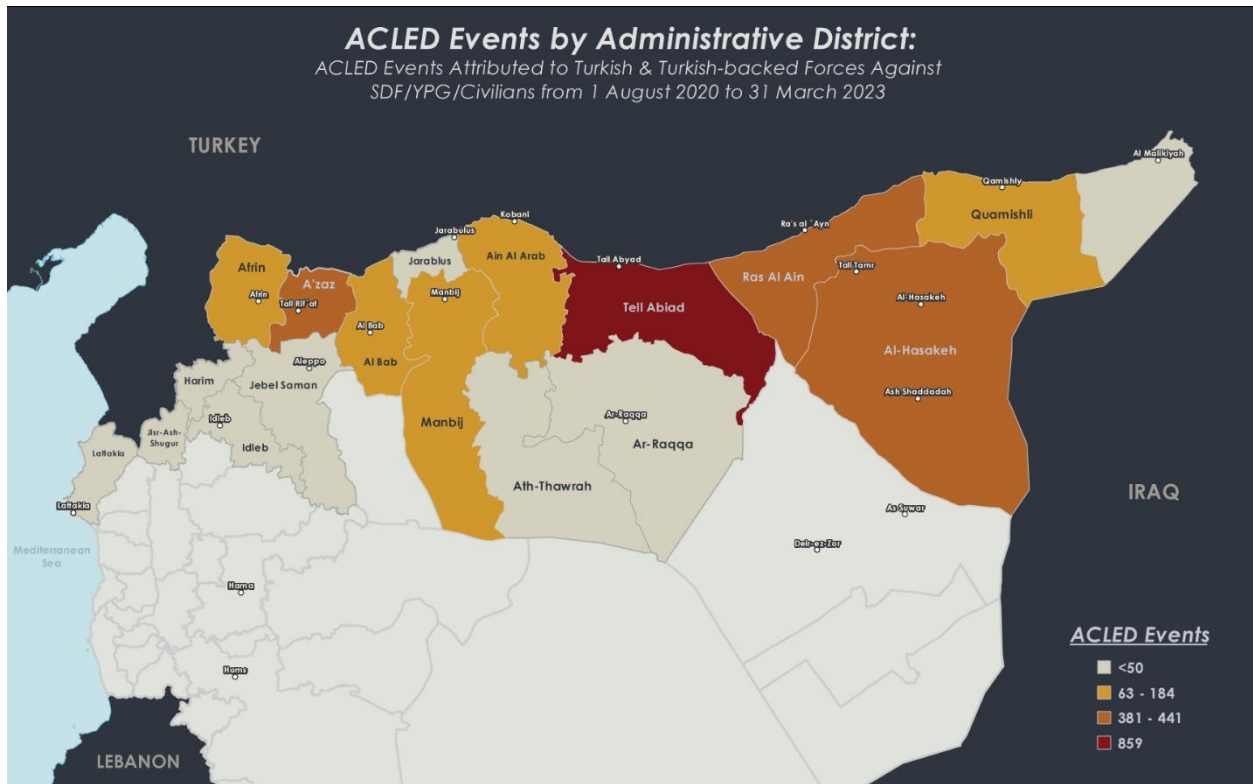 ACLED Events by Administrative District:
ACLED Events Attributed to Turkish & Turkish-backed Forces Against
SDF/YPG/Civilians from 1 August 2020 to 31 March 2023
TURKEY
Al Malikiyah
Qamishly
Quamishli
Kobani
Ra's al 'Ayn
Jarabulus
Jarablus
Ain Al Arab
Tall Abyad
Afrin
Afrin
A'zaz
Tall Rif'at
Manbij
Ras Al Ain
Tall Tamr
Al-Hasakeh
Tell Abiad
Al Bab
Al Bab
Al-Hasakeh
Aleppo
Harim
Jebel Saman
Ash Shaddadah
Idleb
Manbij
Ar-Raqqa
Ar-Raqqa
Jisr-Ash-
Shugur
Idleb
Lattakia
Ath-Thawrah
IRAQ
Lattakia
As Suwar
Mediterranean
Sea
Deir-ez-Zor
Hama
Homs
LEBANON
ACLED Events
<50
63 - 184
381 - 441
859